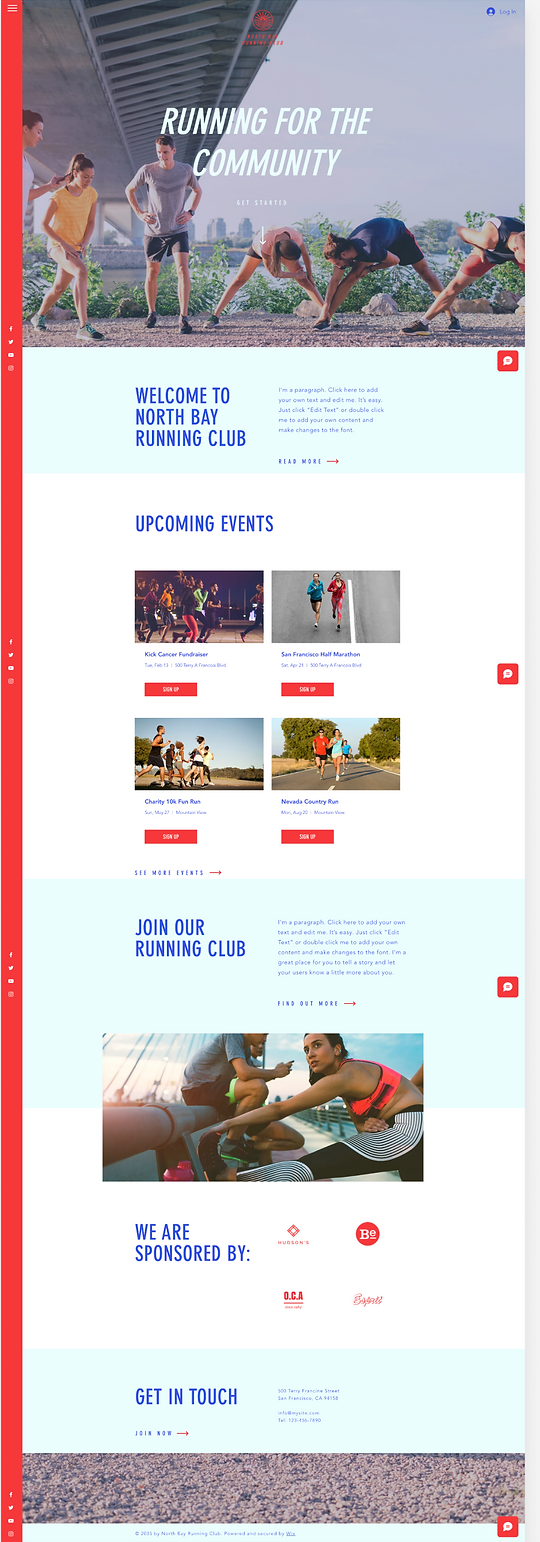 Log In
RUNNING FOR THE
COMMUNITY
GET STARTED
WELCOME TO
NORTH BAY
RUNNING CLUB
I'm a paragraph. Click here to add
your own text and edit me. It's easy.
Just click "Edit Text" or double click
me to add your own content and
make changes to the font.
READ MORE
UPCOMING EVENTS
Kick Cancer Fundraiser
Tue, Feb 13 | 500 Terry A Francois Blvd
SIGN UP
San Francisco Half Marathon
Sat, Apr 21 | 500 Terry A Francois Blvd
SIGN UP
Charity 10k Fun Run
Sun, May 27 | Mountain View
SIGN UP
Nevada Country Run
Mon, Aug 20 | Mountain View
SIGN UP
SEE MORE EVENTS
JOIN OUR
RUNNING CLUB
I'm a paragraph. Click here to add your own
text and edit me. It's easy. Just click "Edit
Text" or double click me to add your own
content and make changes to the font. I'm a
great place for you to tell a story and let
your users know a little more about you.
FIND OUT MORE
WE ARE
SPONSORED BY:
HUDSON'S
Be
O.C.A
GET IN TOUCH
500 Terry Francine Street
San Francisco, CA 94158
info@mysite.com
Tel: 123-456-7890
JOIN NOW
© 2035 by North Bay Running Club. Powered and secured by Wix